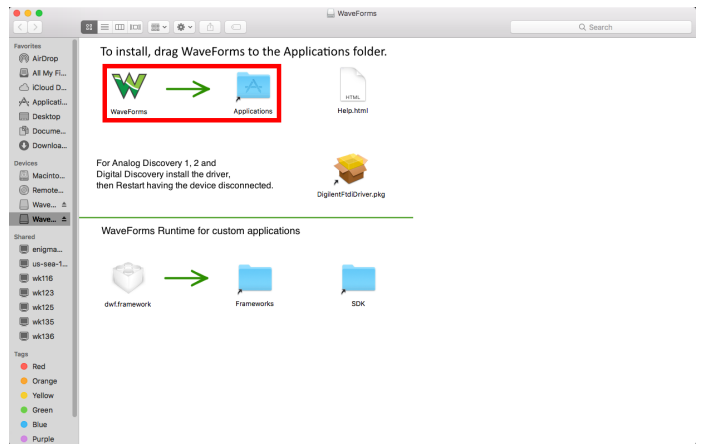 WaveForms
Search
Favorites
AirDrop
All My Fi...
iCloud D...
Applicati...
Desktop
Docume...
Downloa...
Devices
Macinto...
Remote...
Wave...
Wave...
Shared
enigma...
us-sea-1...
wk116
wk123
wk125
wk135
wk136
Tags
Red
Orange
Yellow
Green
Blue
Purple
To install, drag WaveForms to the Applications folder.
WaveForms
Applications
HTML
Help.html
For Analog Discovery 1, 2 and
Digital Discovery install the driver,
then Restart having the device disconnected.
DigilentFtdiDriver.pkg
WaveForms Runtime for custom applications
dwf.framework
Frameworks
SDK